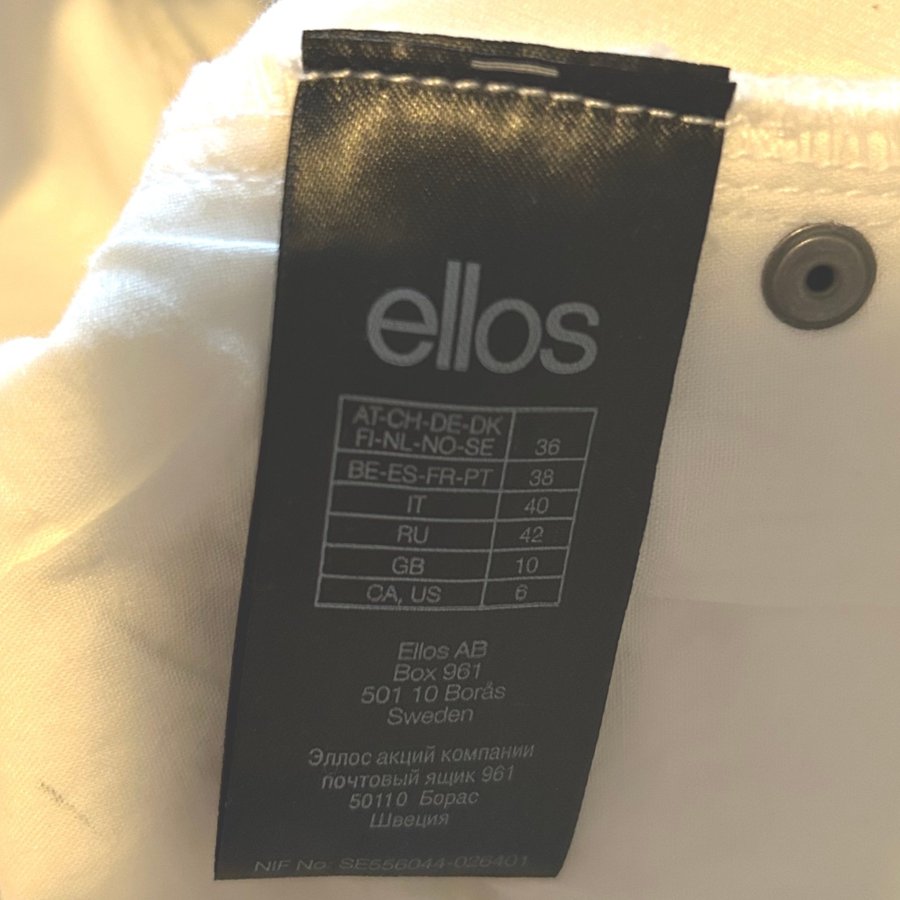 ellos
AT-CH-DE-DK
FI-NL-NO-SE 36
BE-ES-FR-PT 38
IT 40
RU 42
GB 10
CA, US 6
Ellos AB
Box 961
501 10 Borås
Sweden
Эллос акций компании
почтовый ящик 961
50110 Борас
Швеция
NIF No: SE556044-026401